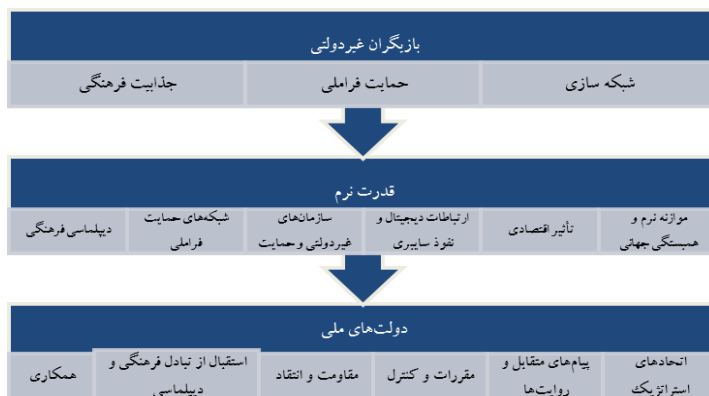 بازیگران غیردولتی
شبکه سازی
حمایت فراملی
جذابیت فرهنگی
قدرت نرم
موازنه نرم و
همبستگی جهانی
تأثیر اقتصادی
ارتباطات دیجیتال و
نفوذ سایبری
سازمان‌های
غیردولتی و حمایت
شبکه‌های حمایت
فراملی
دیپلماسی فرهنگی
دولت‌های ملی
اتحادهای
استراتژیک
پیام‌های متقابل و
روایت‌ها
مقررات و کنترل
مقاومت و انتقاد
استقبال از تبادل فرهنگی و
دیپلماسی
همکاری